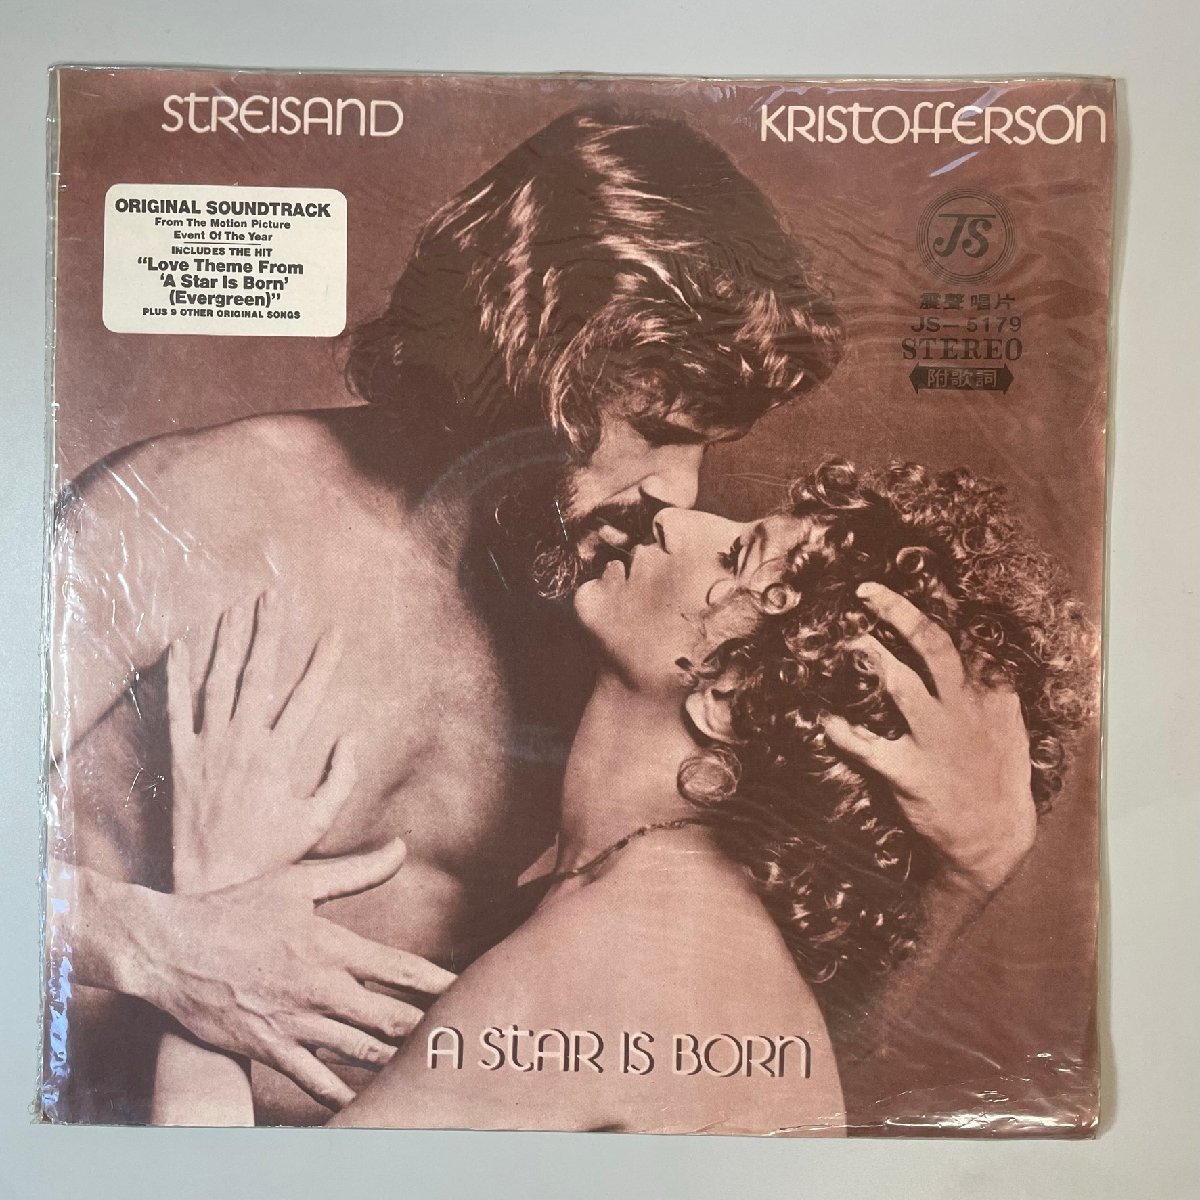 STREISAND
KRISTOFFERSON
ORIGINAL SOUNDTRACK
From The Motion Picture
Event Of The Year
INCLUDES THE HIT
“Love Theme From
‘A Star Is Born’
(Evergreen)”
PLUS 9 OTHER ORIGINAL SONGS
JS
震聲唱片
JS–5179
STEREO
附歌詞
A STAR IS BORN